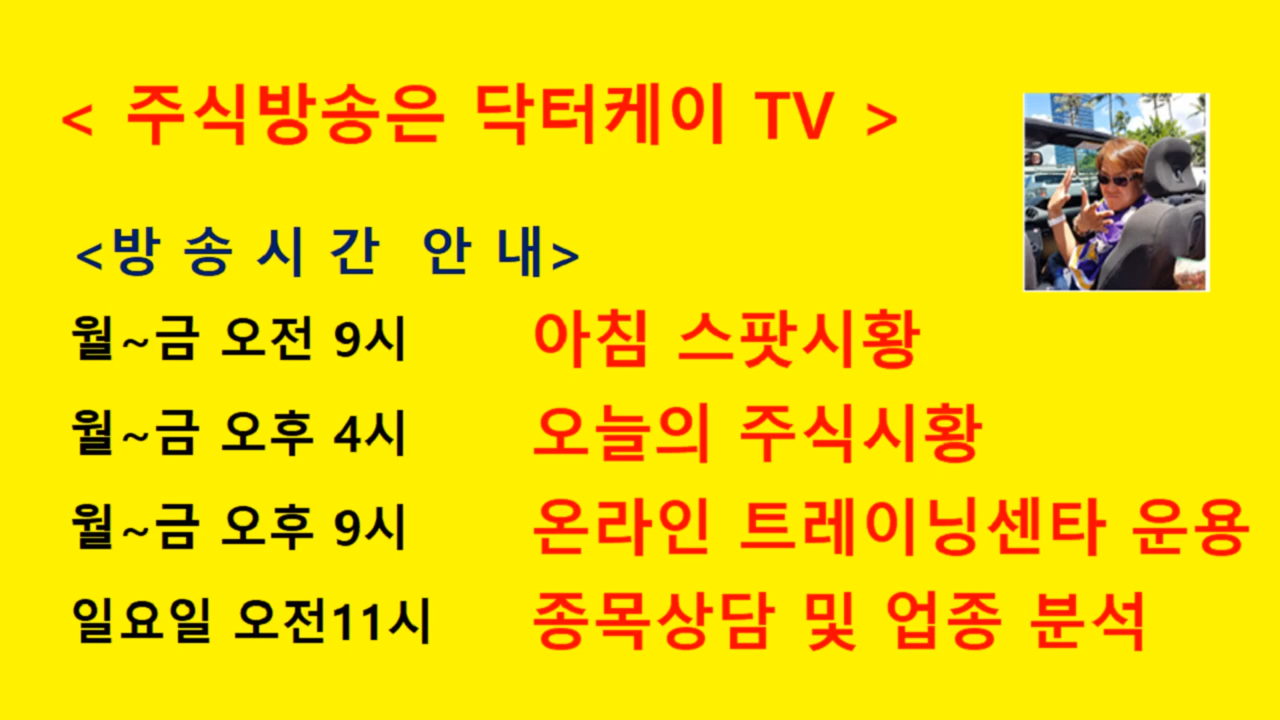 < 주식방송은 닥터케이 TV >
<방 송 시 간 안 내>
월~금 오전 9시 아침 스팟시황
월~금 오후 4시 오늘의 주식시황
월~금 오후 9시 온라인 트레이닝센타 운용
일요일 오전11시 종목상담 및 업종 분석